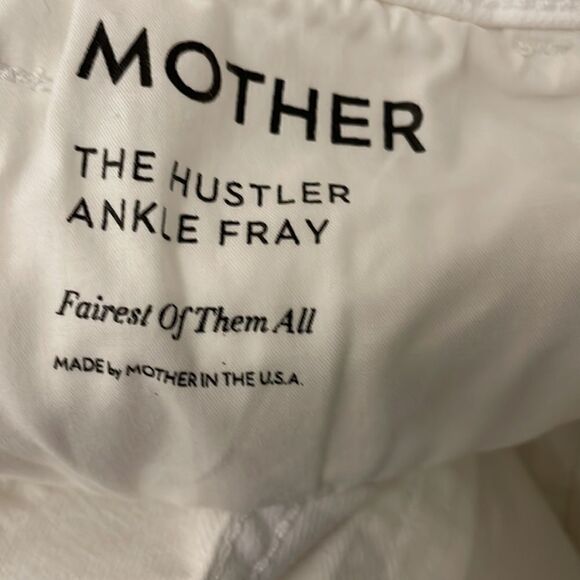 MOTHER
THE HUSTLER
ANKLE FRAY
Fairest Of Them All
MADE by MOTHER IN THE U.S.A.